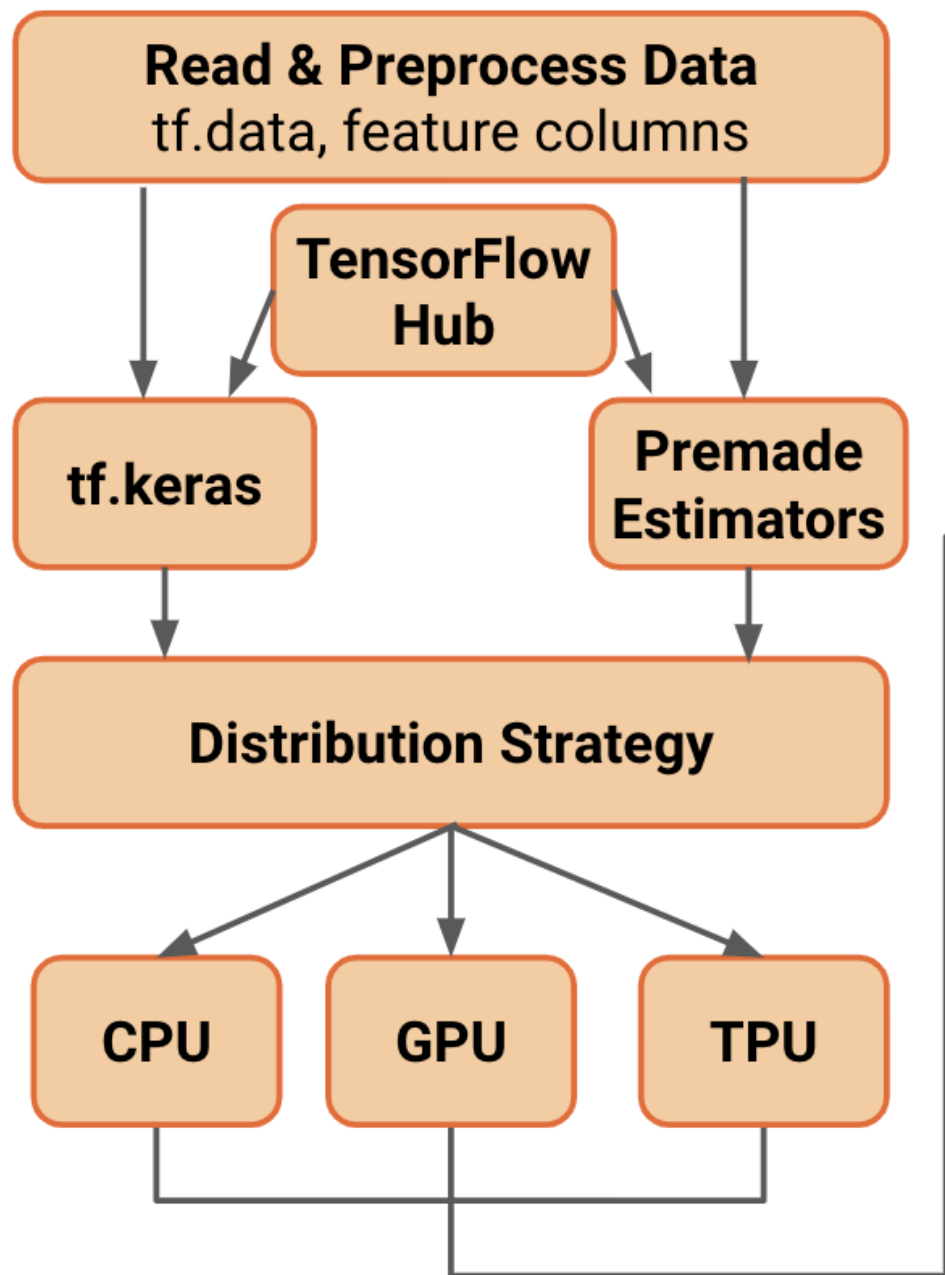 Read & Preprocess Data
tf.data, feature columns
TensorFlow
Hub
tf.keras
Premade
Estimators
Distribution Strategy
CPU
GPU
TPU